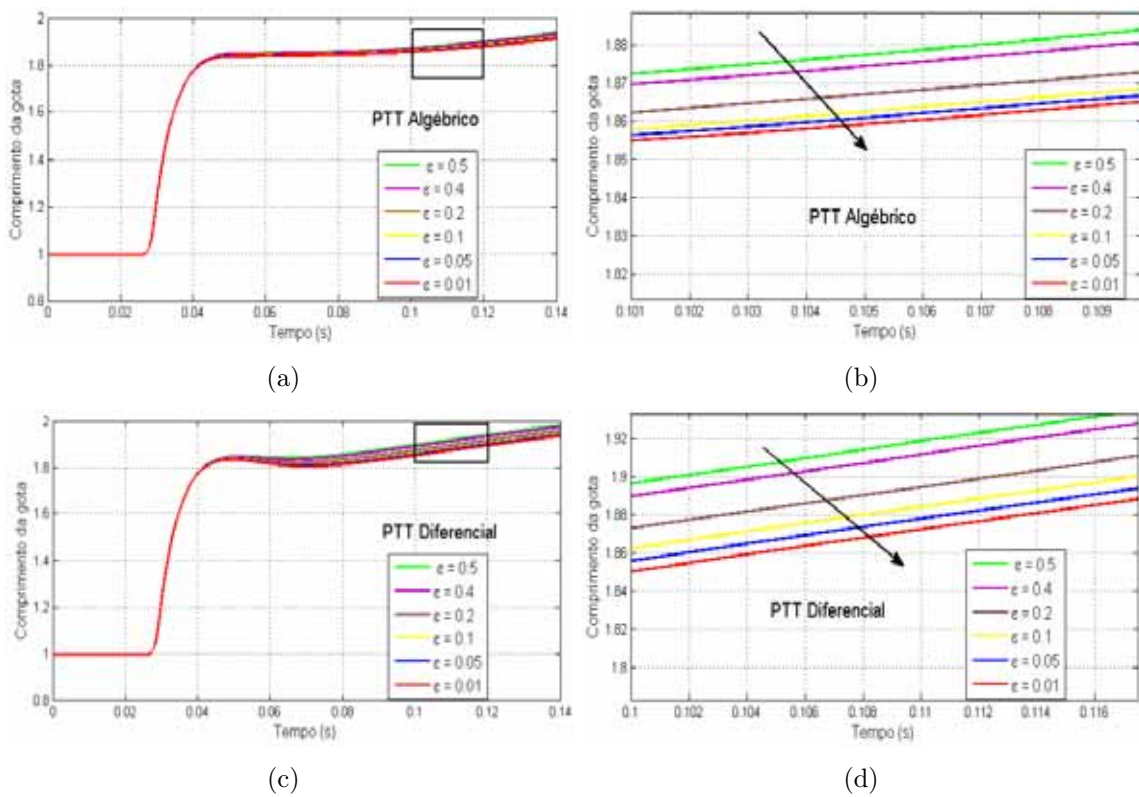 2
1.8
1.6
1.4
1.2
1
0.8
Comprimento da gota
PTT Algébrico
ε = 0.5
ε = 0.4
ε = 0.2
ε = 0.1
ε = 0.05
ε = 0.01
0
0.02
0.04
0.06
0.08
0.1
0.12
0.14
Tempo (s)
(a)
1.88
1.87
1.86
1.85
1.84
1.83
1.82
Comprimento da gota
PTT Algébrico
ε = 0.5
ε = 0.4
ε = 0.2
ε = 0.1
ε = 0.05
ε = 0.01
0.101
0.102
0.103
0.104
0.105
0.106
0.107
0.108
0.109
Tempo (s)
(b)
2
1.8
1.6
1.4
1.2
1
0.8
Comprimento da gota
PTT Diferencial
ε = 0.5
ε = 0.4
ε = 0.2
ε = 0.1
ε = 0.05
ε = 0.01
0
0.02
0.04
0.06
0.08
0.1
0.12
0.14
Tempo (s)
(c)
1.92
1.9
1.88
1.86
1.84
1.82
1.8
Comprimento da gota
PTT Diferencial
ε = 0.5
ε = 0.4
ε = 0.2
ε = 0.1
ε = 0.05
ε = 0.01
0.1
0.102
0.104
0.106
0.108
0.11
0.112
0.114
0.116
Tempo (s)
(d)